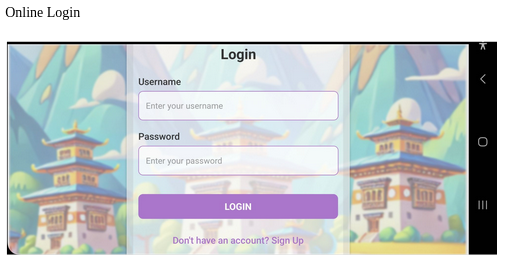 Online Login
Login
Username
Enter your username
Password
Enter your password
LOGIN
Don't have an account? Sign Up